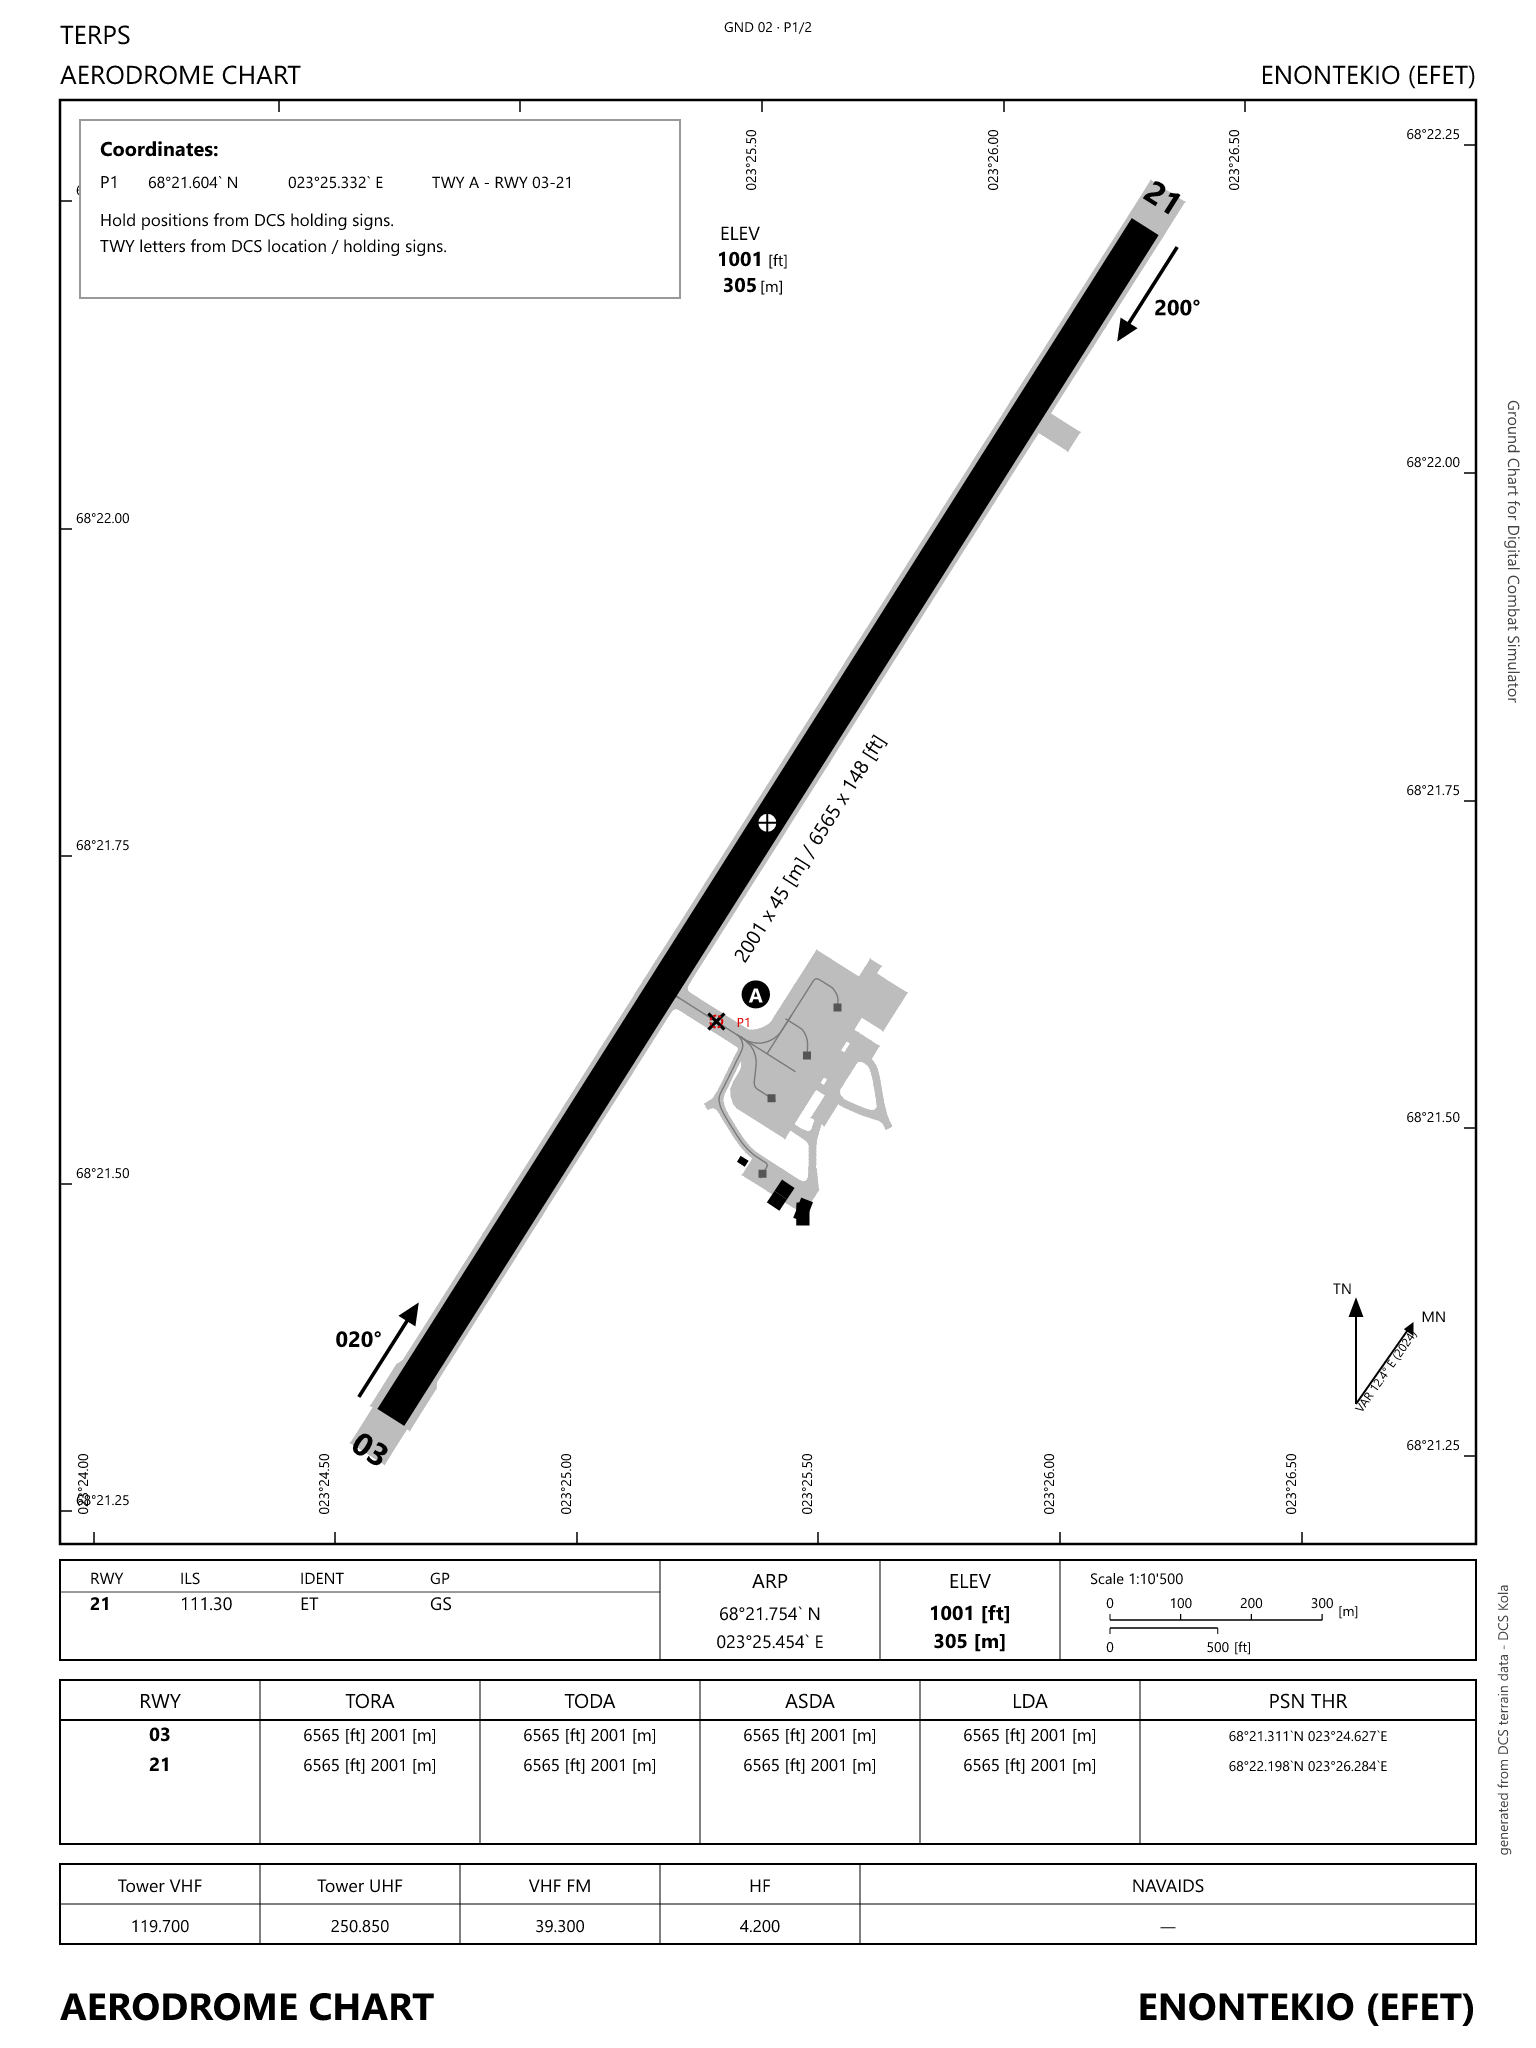 GND 02 · P1/2
TERPS
AERODROME CHART
ENONTEKIO (EFET)
Coordinates:
P1 68°21.604` N 023°25.332` E TWY A - RWY 03-21
Hold positions from DCS holding signs.
TWY letters from DCS location / holding signs.
023°25.50
023°26.00
023°26.50
68°22.25
ELEV
1001 [ft]
305 [m]
21
200°
68°22.00
68°22.00
Ground Chart for Digital Combat Simulator
2001 x 45 [m] / 6565 x 148 [ft]
68°21.75
68°21.75
A
P1
68°21.50
68°21.50
TN
MN
VAR 12.4° E (2024)
020°
03
68°21.25
68°21.25
023°24.00
023°24.50
023°25.00
023°25.50
023°26.00
023°26.50
RWY ILS IDENT GP
21 111.30 ET GS
ARP
68°21.754` N
023°25.454` E
ELEV
1001 [ft]
305 [m]
Scale 1:10'500
0 100 200 300 [m]
0 500 [ft]
generated from DCS terrain data - DCS Kola
RWY TORA TODA ASDA LDA PSN THR
03 6565 [ft] 2001 [m] 6565 [ft] 2001 [m] 6565 [ft] 2001 [m] 6565 [ft] 2001 [m] 68°21.311`N 023°24.627`E
21 6565 [ft] 2001 [m] 6565 [ft] 2001 [m] 6565 [ft] 2001 [m] 6565 [ft] 2001 [m] 68°22.198`N 023°26.284`E
Tower VHF Tower UHF VHF FM HF NAVAIDS
119.700 250.850 39.300 4.200 —
AERODROME CHART
ENONTEKIO (EFET)